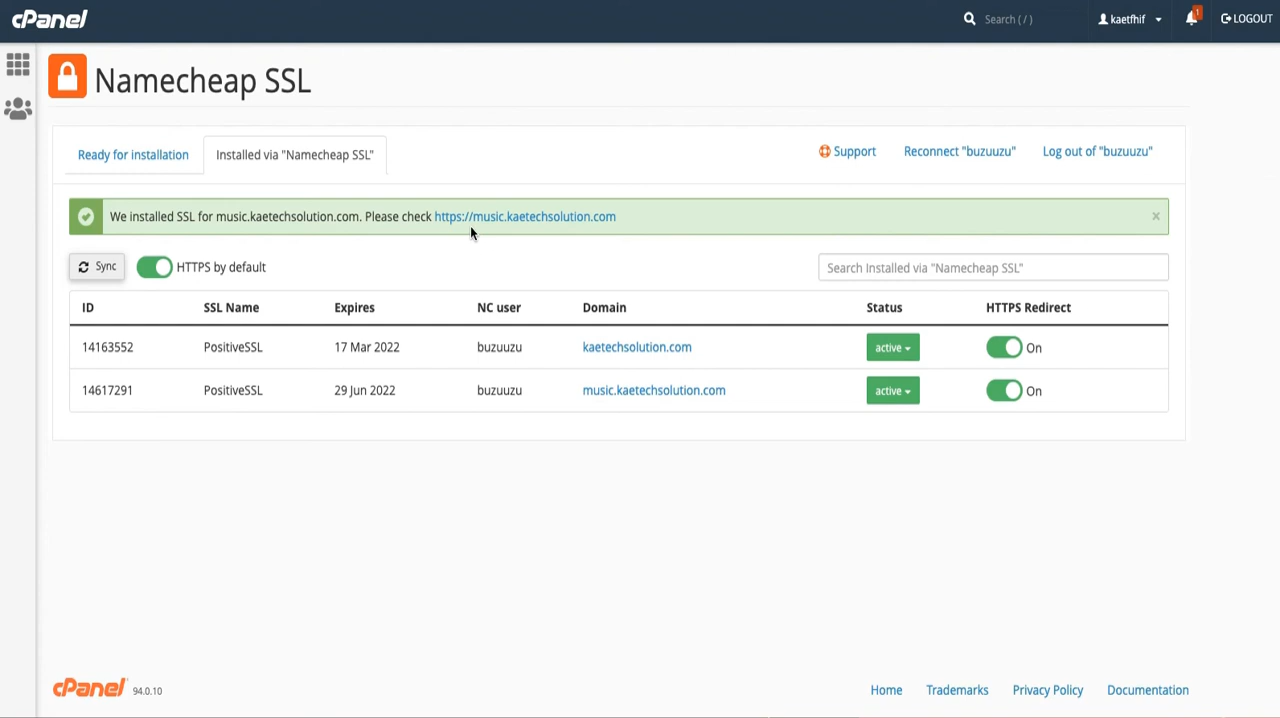 cPanel
Search ( / )
kaetfhif
1
LOGOUT
Namecheap SSL
Ready for installation
Installed via "Namecheap SSL"
Support
Reconnect "buzuuzu"
Log out of "buzuuzu"
We installed SSL for music.kaetechsolution.com. Please check https://music.kaetechsolution.com
×
Sync
HTTPS by default
Search Installed via "Namecheap SSL"
ID SSL Name Expires NC user Domain Status HTTPS Redirect
14163552 PositiveSSL 17 Mar 2022 buzuuzu kaetechsolution.com active On
14617291 PositiveSSL 29 Jun 2022 buzuuzu music.kaetechsolution.com active On
cPanel 94.0.10
Home Trademarks Privacy Policy Documentation